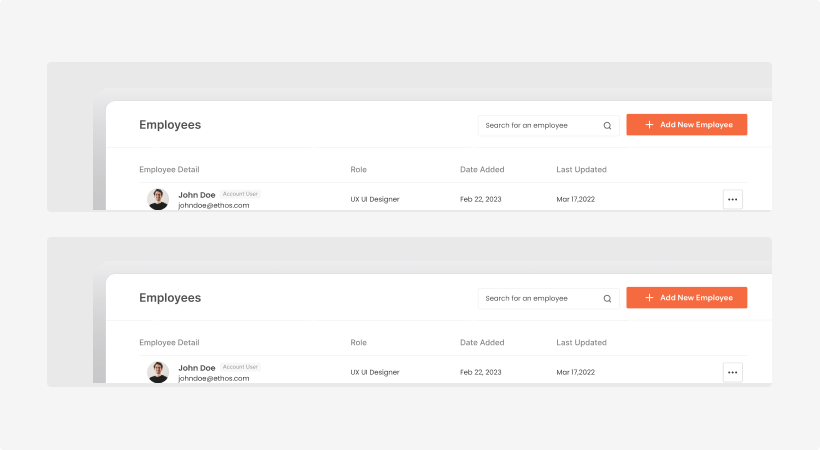 Employees
Search for an employee
+ Add New Employee
Employee Detail Role Date Added Last Updated
John Doe Account User
johndoe@ethos.com
UX UI Designer Feb 22, 2023 Mar 17,2022
Employees
Search for an employee
+ Add New Employee
Employee Detail Role Date Added Last Updated
John Doe Account User
johndoe@ethos.com
UX UI Designer Feb 22, 2023 Mar 17,2022